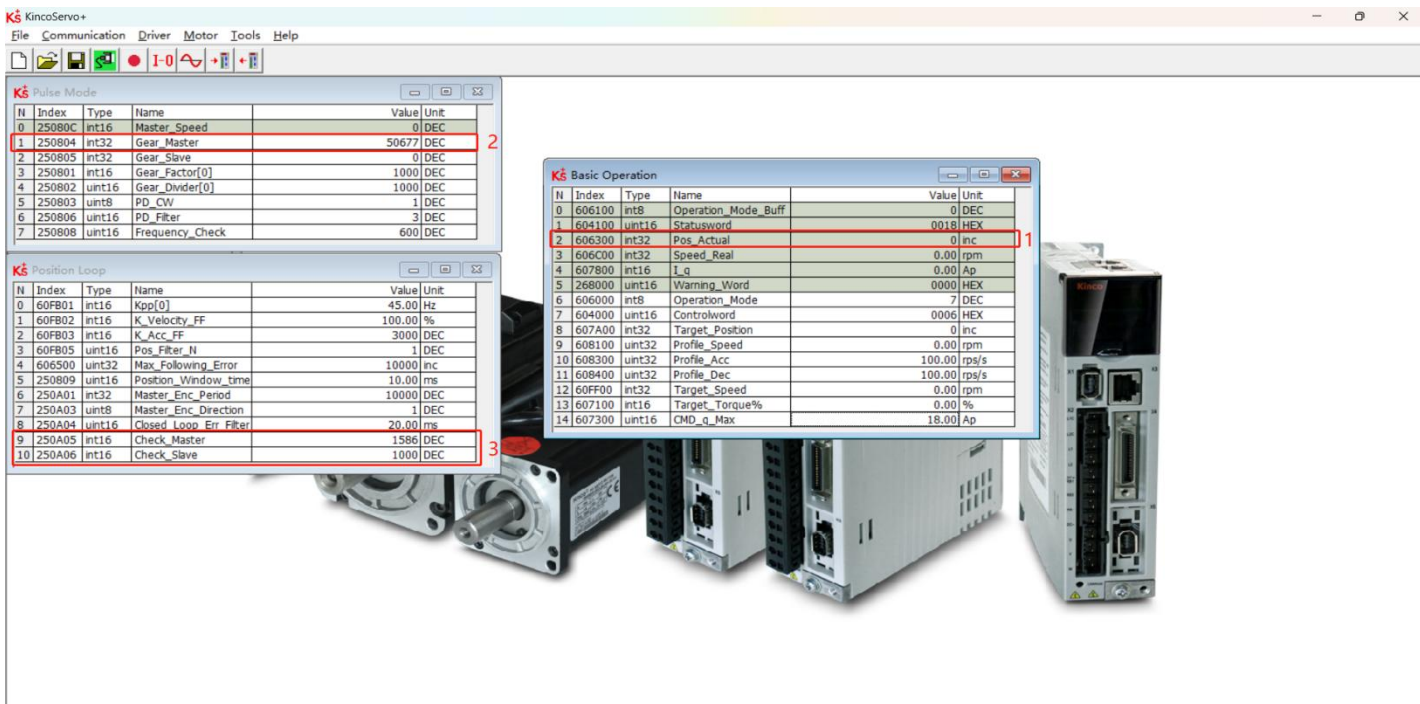 KS KincoServo+
File Communication Driver Motor Tools Help
I-0
KS Pulse Mode
N Index Type Name Value Unit
0 25080C int16 Master_Speed 0 DEC
1 250804 int32 Gear_Master 50677 DEC
2
2 250805 int32 Gear_Slave 0 DEC
3 250801 int16 Gear_Factor[0] 1000 DEC
4 250802 uint16 Gear_Divider[0] 1000 DEC
5 250803 uint8 PD_CW 1 DEC
6 250806 uint16 PD_Filter 3 DEC
7 250808 uint16 Frequency_Check 600 DEC
KS Position Loop
N Index Type Name Value Unit
0 60FB01 int16 Kpp[0] 45.00 Hz
1 60FB02 int16 K_Velocity_FF 100.00 %
2 60FB03 int16 K_Acc_FF 3000 DEC
3 60FB05 uint16 Pos_Filter_N 1 DEC
4 606500 uint32 Max_Following_Error 10000 inc
5 250809 uint16 Position_Window_time 10.00 ms
6 250A01 int32 Master_Enc_Period 10000 DEC
7 250A03 uint8 Master_Enc_Direction 1 DEC
8 250A04 uint16 Closed_Loop_Err_Filter 20.00 ms
9 250A05 int16 Check_Master 1586 DEC
10 250A06 int16 Check_Slave 1000 DEC
3
KS Basic Operation
N Index Type Name Value Unit
0 606100 int8 Operation_Mode_Buff 0 DEC
1 604100 uint16 Statusword 0018 HEX
2 606300 int32 Pos_Actual 0 inc
1
3 606C00 int32 Speed_Real 0.00 rpm
4 607800 int16 I_q 0.00 Ap
5 268000 uint16 Warning_Word 0000 HEX
6 606000 int8 Operation_Mode 7 DEC
7 604000 uint16 Controlword 0006 HEX
8 607A00 int32 Target_Position 0 inc
9 608100 uint32 Profile_Speed 0.00 rpm
10 608300 uint32 Profile_Acc 100.00 rps/s
11 608400 uint32 Profile_Dec 100.00 rps/s
12 60FF00 int32 Target_Speed 0.00 rpm
13 607100 int16 Target_Torque% 0.00 %
14 607300 uint16 CMD_q_Max 18.00 Ap
Kinco
X1
X3
X2